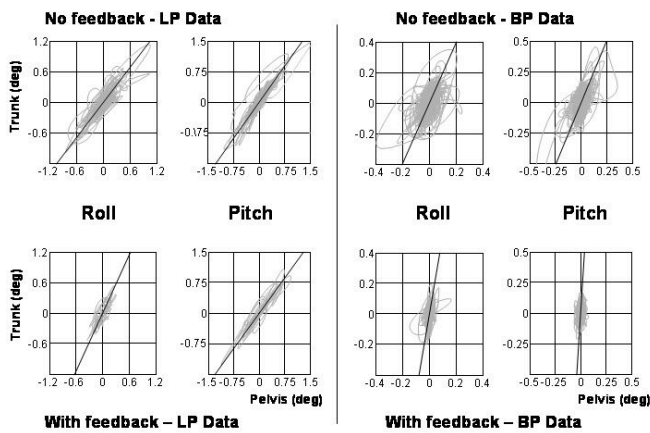 No feedback - LP Data
No feedback - BP Data
Trunk (deg)
1.2
0.6
0
-0.6
-1.2 -0.6 0 0.6 1.2
1.5
0.75
0
-0.175
-1.5 -0.75 0 0.75 1.5
0.4
0.2
0
-0.2
-0.4 -0.2 0 0.2 0.4
0.5
0.25
0
-0.25
-0.5 -0.25 0 0.25 0.5
Roll
Pitch
Roll
Pitch
Trunk (deg)
1.2
0.6
0
-0.6
-1.2 -0.6 0 0.6 1.2
1.5
0.75
0
-0.6
-1.5 -0.75 0 0.75 1.5
0.4
0.2
0
-0.2
-0.4 -0.2 0 0.2 0.4
0.5
0.25
0
-0.25
-0.5 -0.25 0 0.25 0.5
Pelvis (deg)
Pelvis (deg)
With feedback – LP Data
With feedback – BP Data